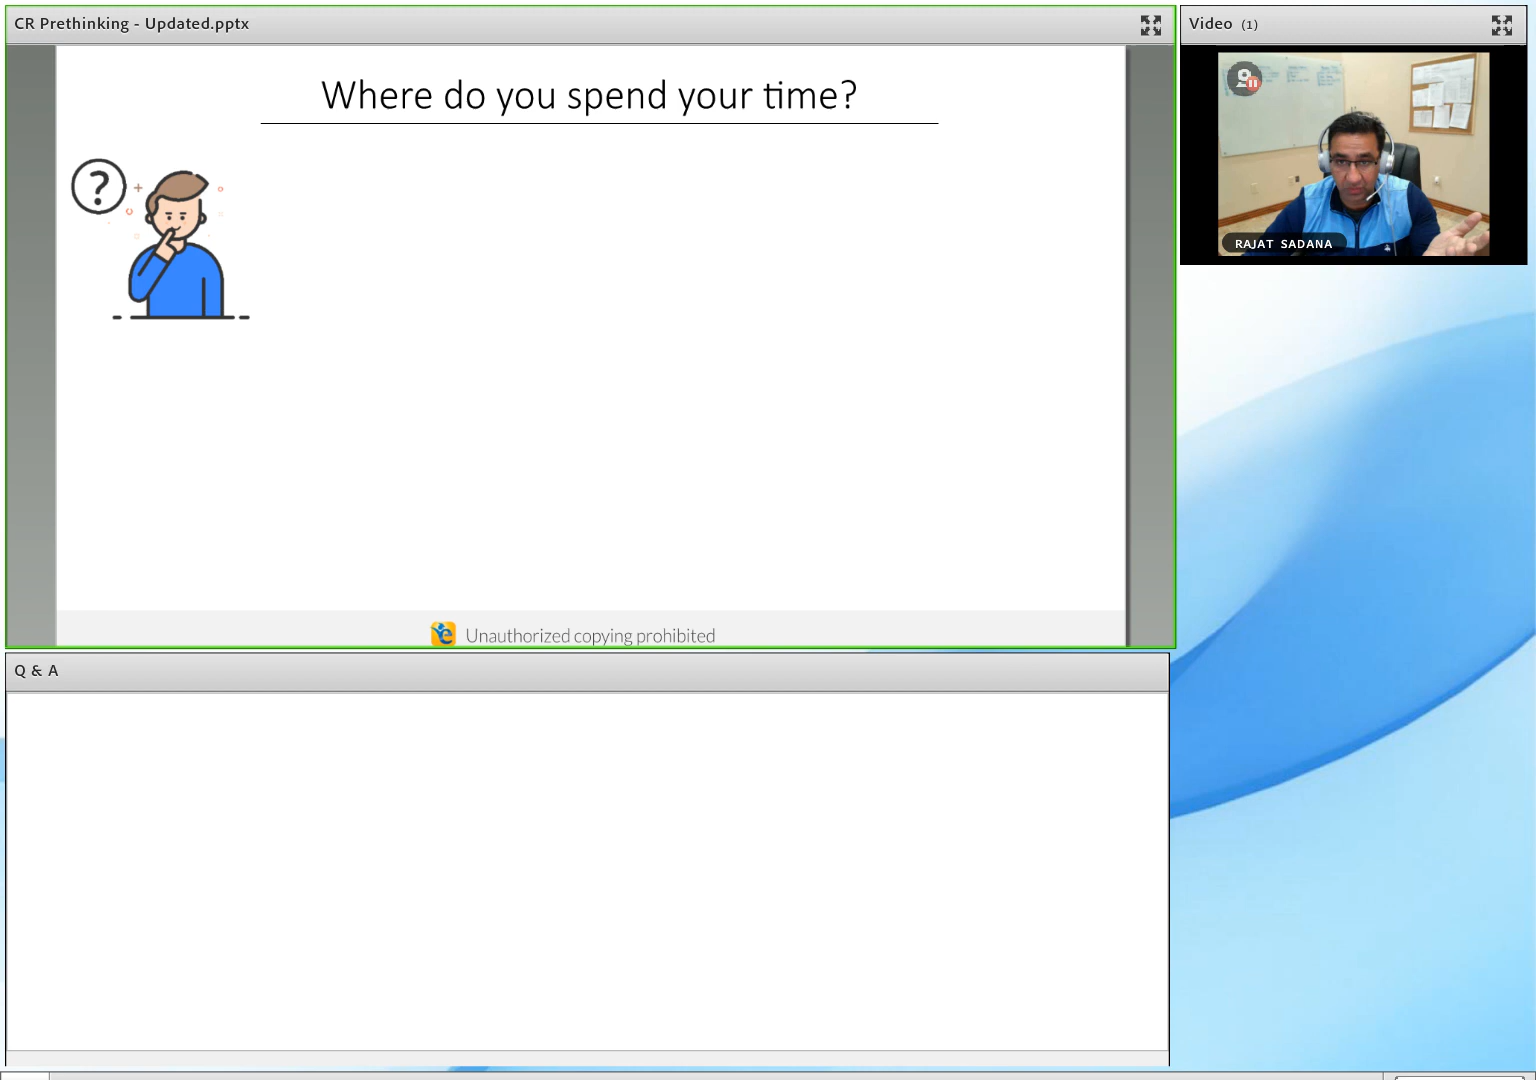 CR Prethinking - Updated.pptx
Video (1)
Where do you spend your time?
?
RAJAT SADANA
Unauthorized copying prohibited
Q & A